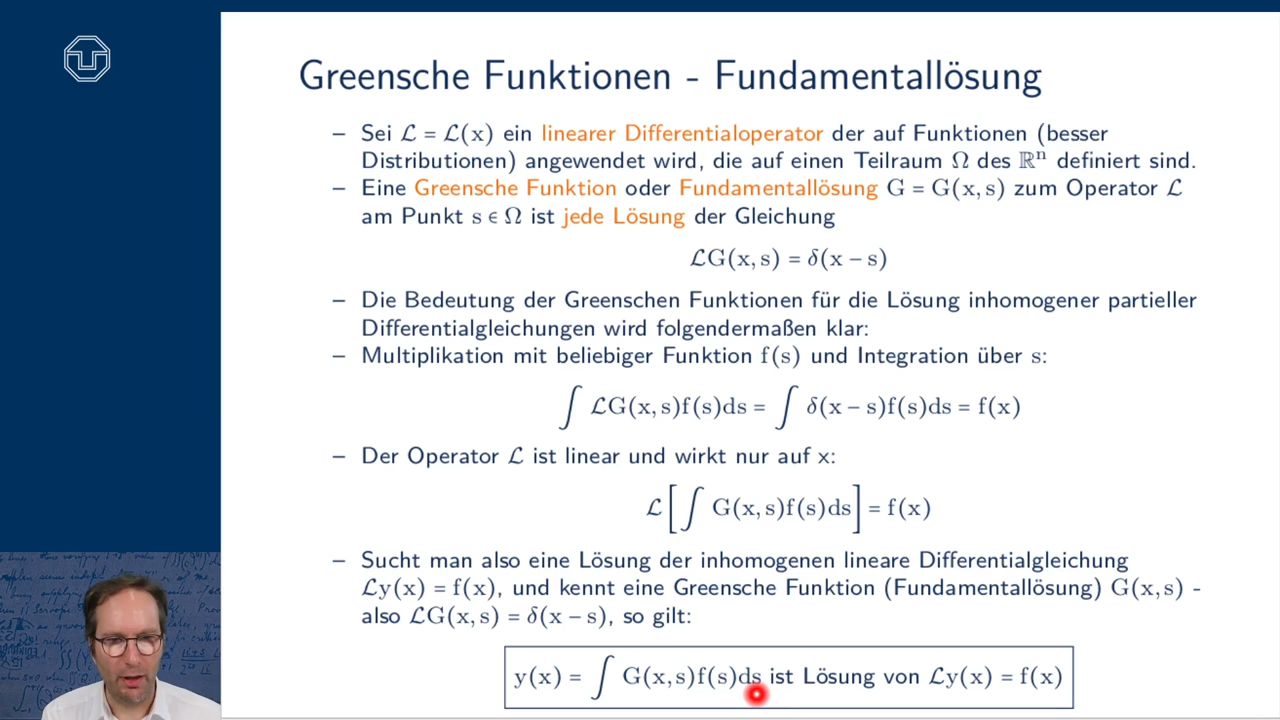 Greensche Funktionen - Fundamentallösung
– Sei ℒ = ℒ(x) ein linearer Differentialoperator der auf Funktionen (besser
Distributionen) angewendet wird, die auf einen Teilraum Ω des ℝⁿ definiert sind.
– Eine Greensche Funktion oder Fundamentallösung G = G(x, s) zum Operator ℒ
am Punkt s ∈ Ω ist jede Lösung der Gleichung
ℒG(x, s) = δ(x − s)
– Die Bedeutung der Greenschen Funktionen für die Lösung inhomogener partieller
Differentialgleichungen wird folgendermaßen klar:
– Multiplikation mit beliebiger Funktion f(s) und Integration über s:
∫ ℒG(x, s)f(s)ds = ∫ δ(x − s)f(s)ds = f(x)
– Der Operator ℒ ist linear und wirkt nur auf x:
ℒ[∫ G(x, s)f(s)ds] = f(x)
– Sucht man also eine Lösung der inhomogenen lineare Differentialgleichung
ℒy(x) = f(x), und kennt eine Greensche Funktion (Fundamentallösung) G(x, s) -
also ℒG(x, s) = δ(x − s), so gilt:
y(x) = ∫ G(x, s)f(s)ds ist Lösung von ℒy(x) = f(x)